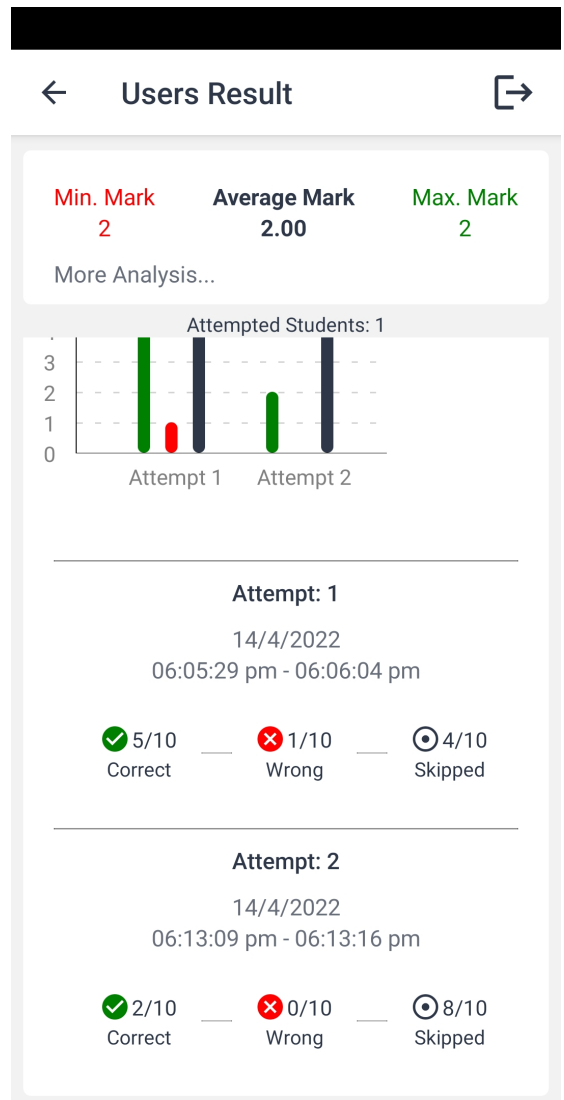 Users Result
Min. Mark Average Mark Max. Mark
2 2.00 2
More Analysis...
Attempted Students: 1
3
2
1
0
Attempt 1 Attempt 2
Attempt: 1
14/4/2022
06:05:29 pm - 06:06:04 pm
5/10 1/10 4/10
Correct Wrong Skipped
Attempt: 2
14/4/2022
06:13:09 pm - 06:13:16 pm
2/10 0/10 8/10
Correct Wrong Skipped